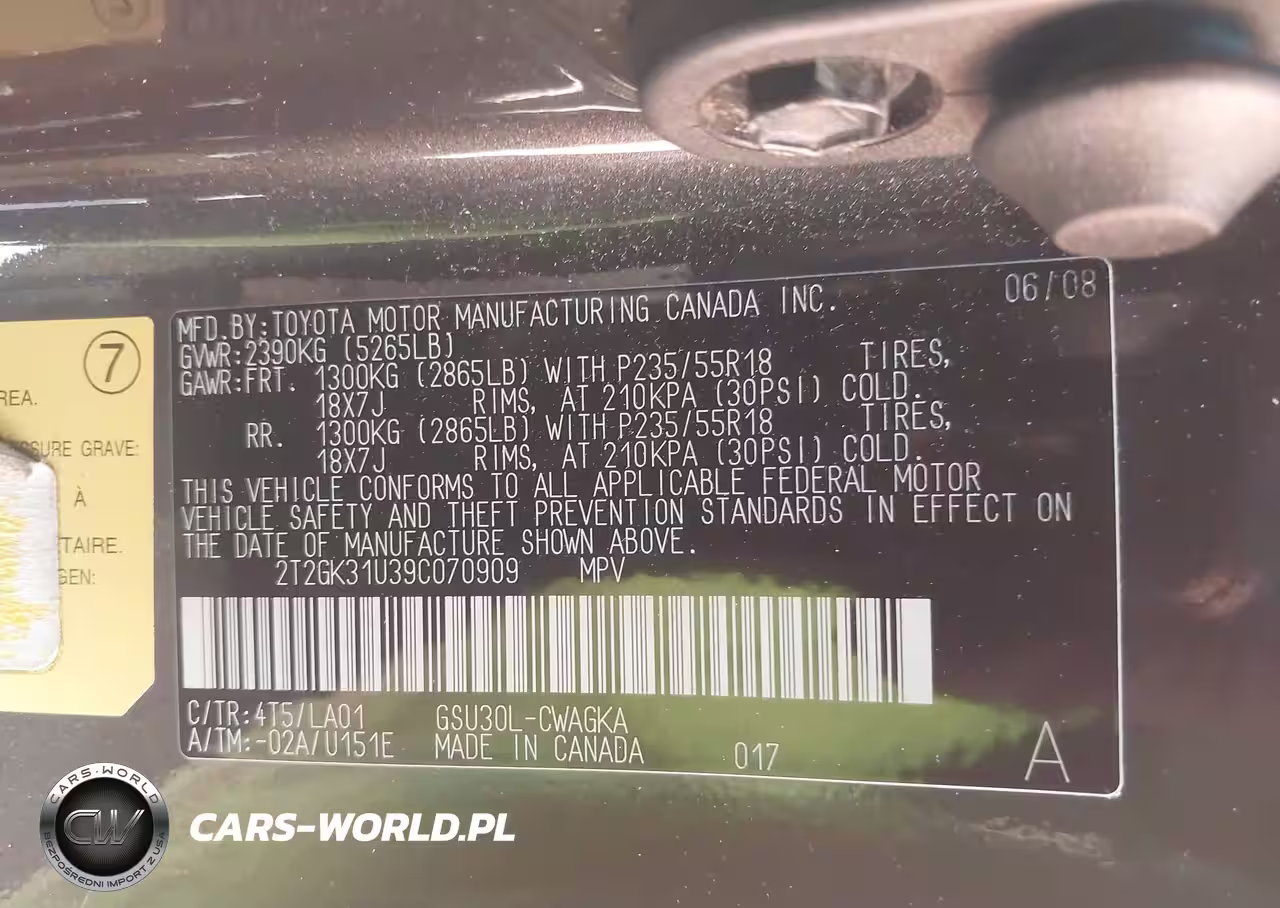 06/08
MFD.BY:TOYOTA MOTOR MANUFACTURING CANADA INC.
GVWR:2390KG (5265LB)
GAWR:FRT. 1300KG (2865LB) WITH P235/55R18 TIRES,
18X7J RIMS, AT 210KPA (30PSI) COLD.
RR. 1300KG (2865LB) WITH P235/55R18 TIRES,
18X7J RIMS, AT 210KPA (30PSI) COLD.
THIS VEHICLE CONFORMS TO ALL APPLICABLE FEDERAL MOTOR
VEHICLE SAFETY AND THEFT PREVENTION STANDARDS IN EFFECT ON
THE DATE OF MANUFACTURE SHOWN ABOVE.
2T2GK31U39C070909 MPV
C/TR:4T5/LA01 GSU30L-CWAGKA
A/TM:-02A/U151E MADE IN CANADA 017
A
7
REA.
SSURE GRAVE:
À
TAIRE.
GEN:
CARS-WORLD
CW
BEZPOŚREDNI IMPORT Z USA
CARS-WORLD.PL